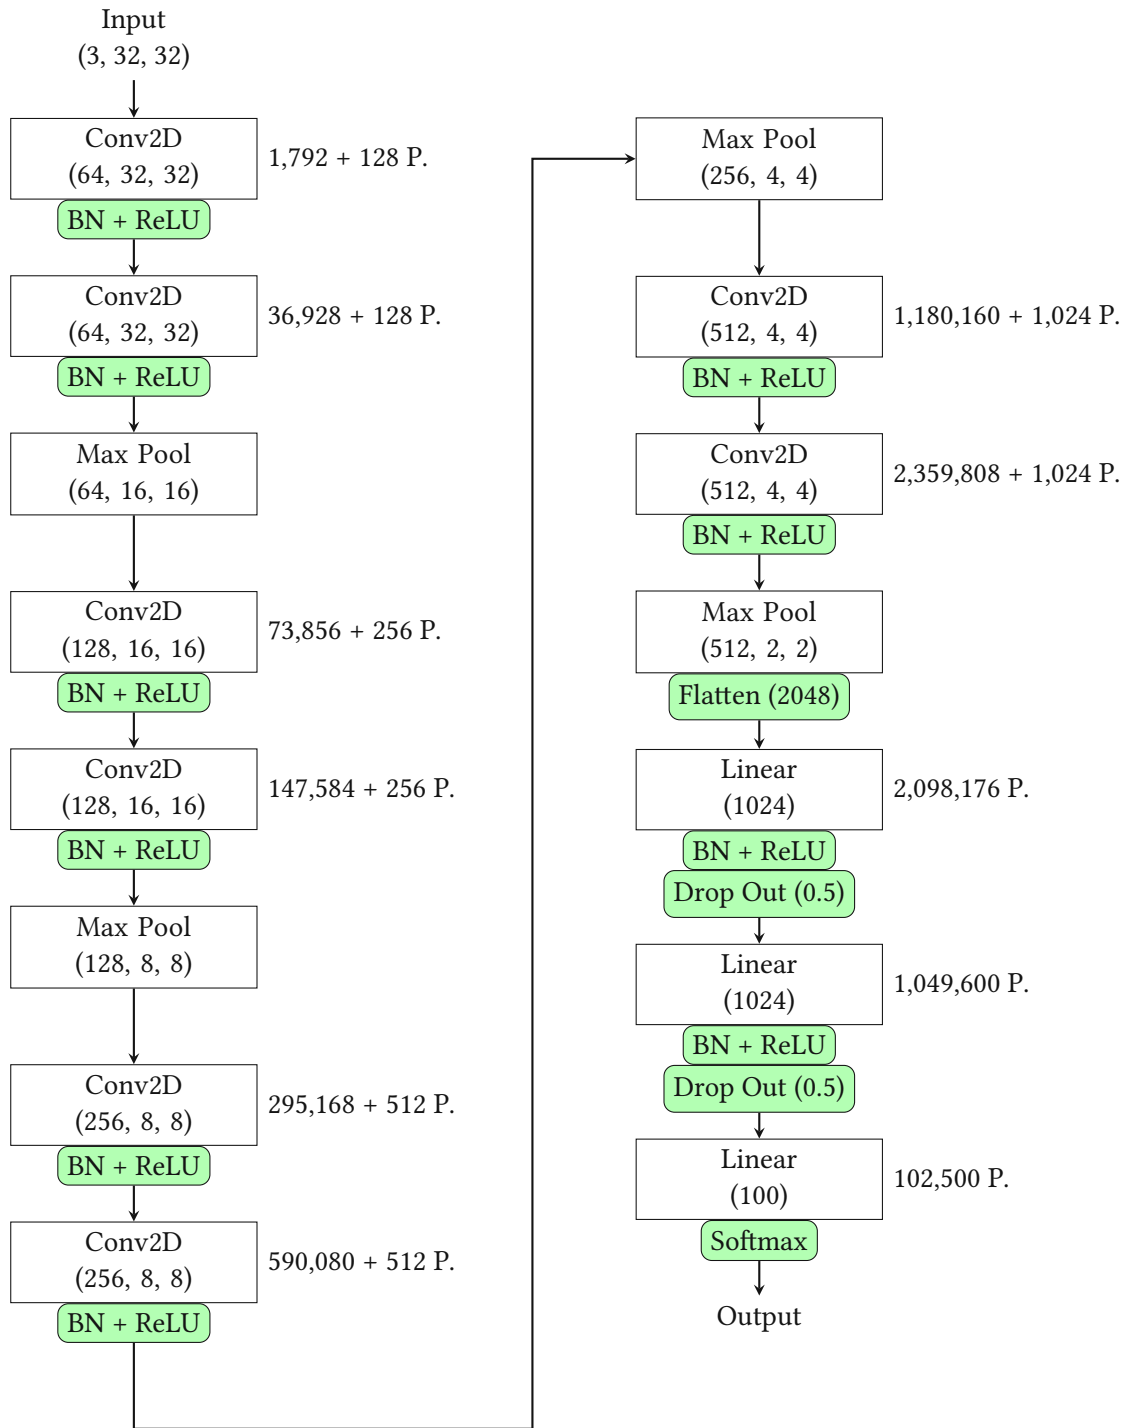 Input
(3, 32, 32)
Conv2D
(64, 32, 32)
1,792 + 128 P.
BN + ReLU
Conv2D
(64, 32, 32)
36,928 + 128 P.
BN + ReLU
Max Pool
(64, 16, 16)
Conv2D
(128, 16, 16)
73,856 + 256 P.
BN + ReLU
Conv2D
(128, 16, 16)
147,584 + 256 P.
BN + ReLU
Max Pool
(128, 8, 8)
Conv2D
(256, 8, 8)
295,168 + 512 P.
BN + ReLU
Conv2D
(256, 8, 8)
590,080 + 512 P.
BN + ReLU
Max Pool
(256, 4, 4)
Conv2D
(512, 4, 4)
1,180,160 + 1,024 P.
BN + ReLU
Conv2D
(512, 4, 4)
2,359,808 + 1,024 P.
BN + ReLU
Max Pool
(512, 2, 2)
Flatten (2048)
Linear
(1024)
2,098,176 P.
BN + ReLU
Drop Out (0.5)
Linear
(1024)
1,049,600 P.
BN + ReLU
Drop Out (0.5)
Linear
(100)
102,500 P.
Softmax
Output